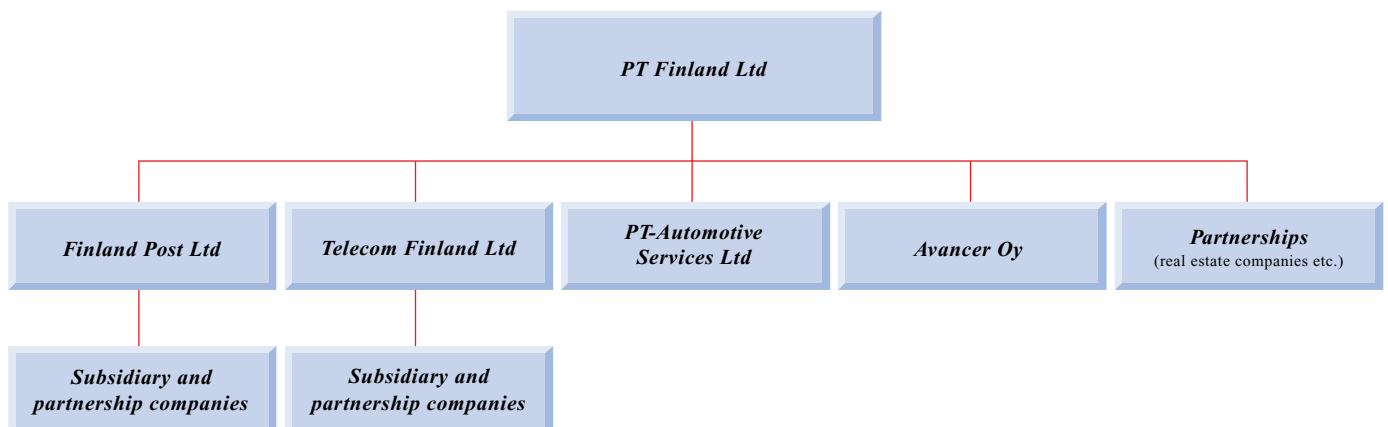 PT Finland Ltd
Finland Post Ltd
Telecom Finland Ltd
PT-Automotive
Services Ltd
Avancer Oy
Partnerships
(real estate companies etc.)
Subsidiary and
partnership companies
Subsidiary and
partnership companies